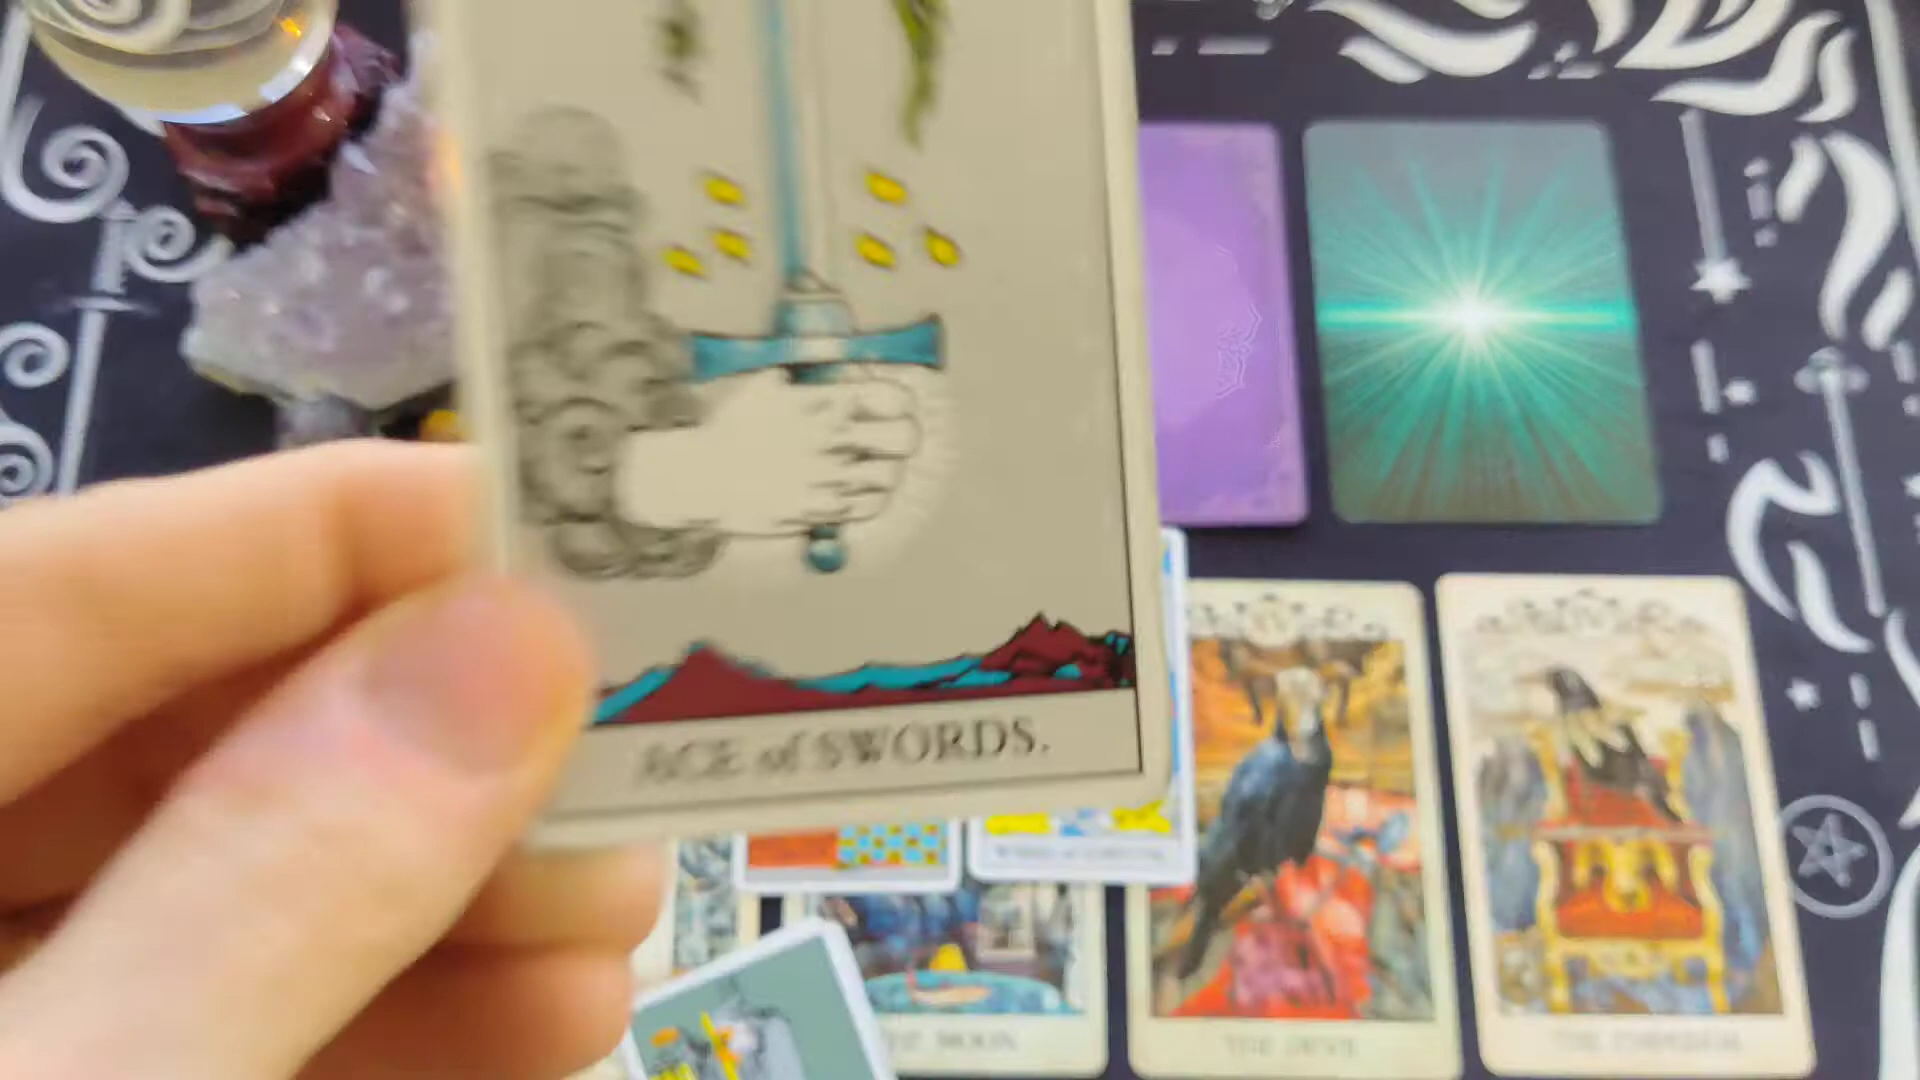 ACE of SWORDS.
THE MOON
THE DEVIL
THE EMPEROR